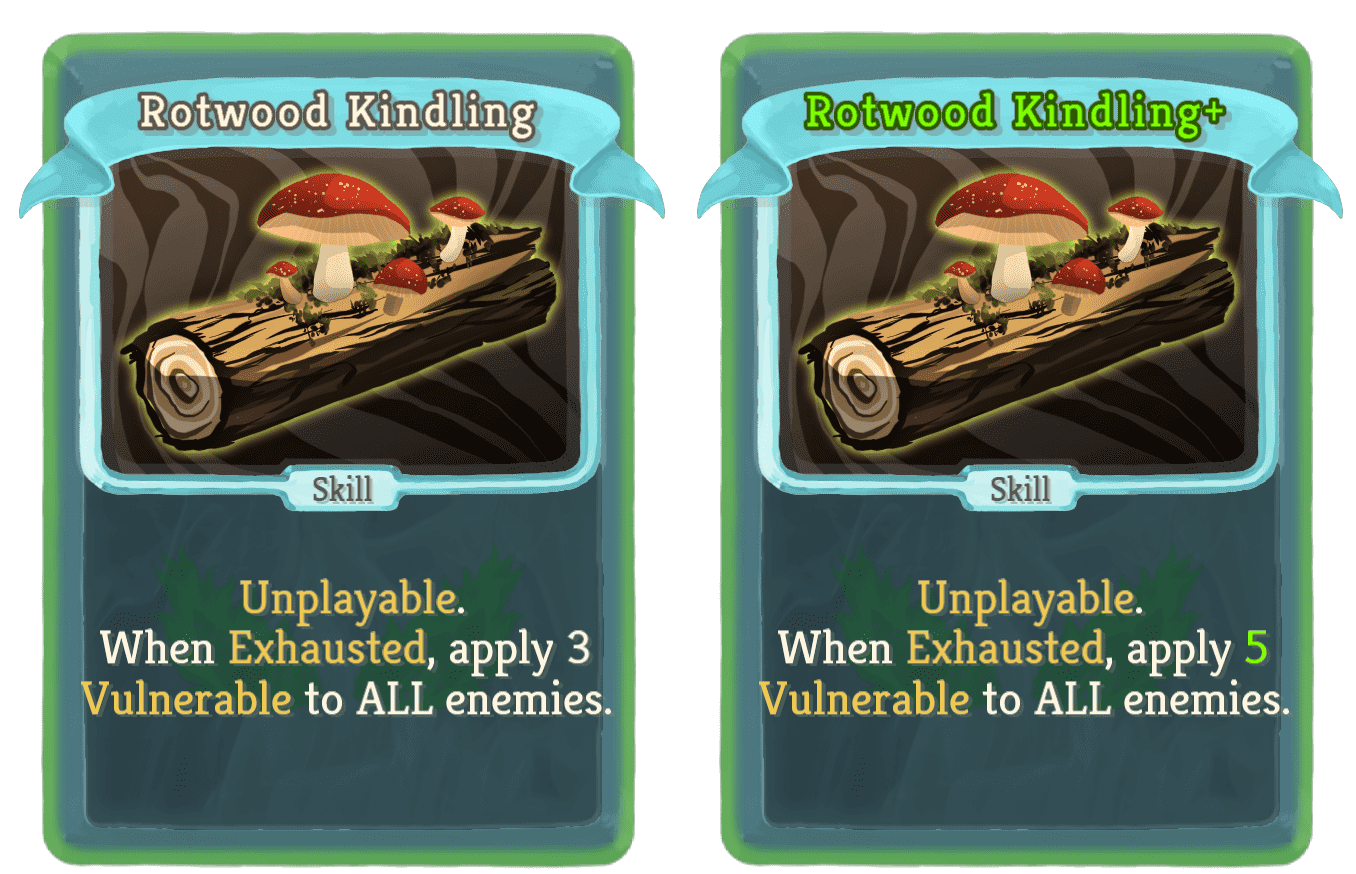 Rotwood Kindling
Skill
Unplayable.
When Exhausted, apply 3
Vulnerable to ALL enemies.
Rotwood Kindling+
Skill
Unplayable.
When Exhausted, apply 5
Vulnerable to ALL enemies.